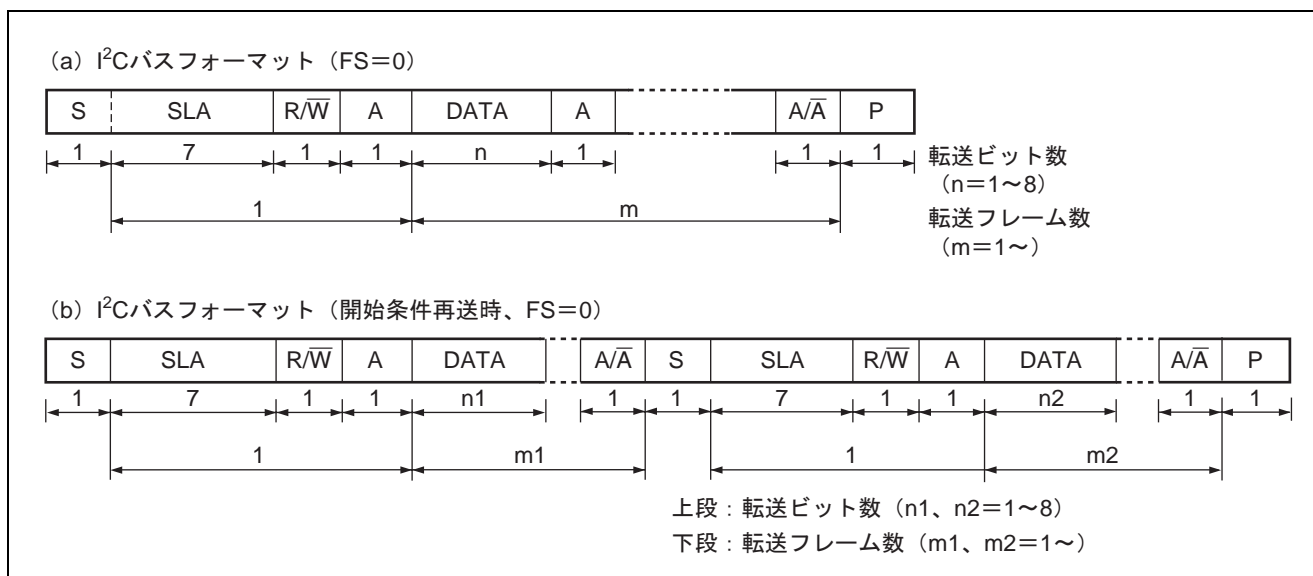 (a) I²Cバスフォーマット（FS＝0）
S SLA R/W̅ A DATA A A/A̅ P
1 7 1 1 n 1 1 1 転送ビット数
（n＝1～8）
1 m 転送フレーム数
（m＝1～）
(b) I²Cバスフォーマット（開始条件再送時、FS＝0）
S SLA R/W̅ A DATA A/A̅ S SLA R/W̅ A DATA A/A̅ P
1 7 1 1 n1 1 1 7 1 1 n2 1 1
1 m1 1 m2
上段：転送ビット数（n1、n2＝1～8）
下段：転送フレーム数（m1、m2＝1～）